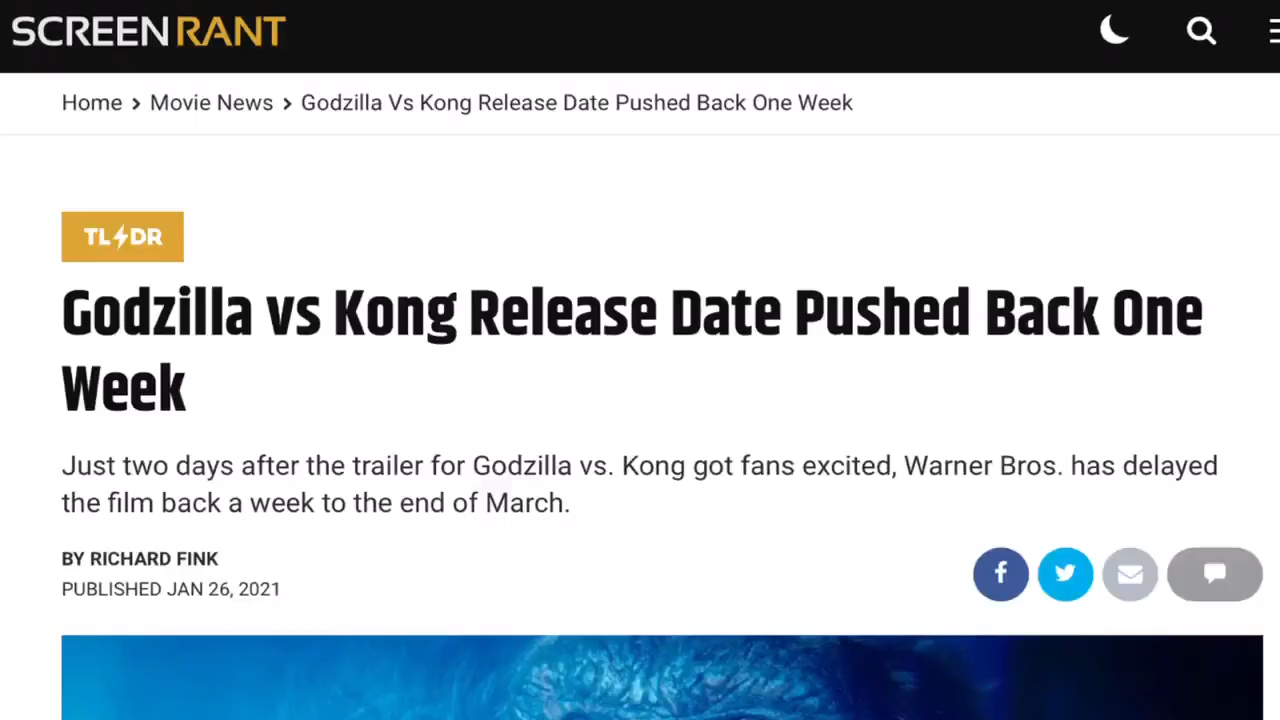 SCREENRANT
Home > Movie News > Godzilla Vs Kong Release Date Pushed Back One Week
TL DR
Godzilla vs Kong Release Date Pushed Back One
Week
Just two days after the trailer for Godzilla vs. Kong got fans excited, Warner Bros. has delayed
the film back a week to the end of March.
BY RICHARD FINK
PUBLISHED JAN 26, 2021